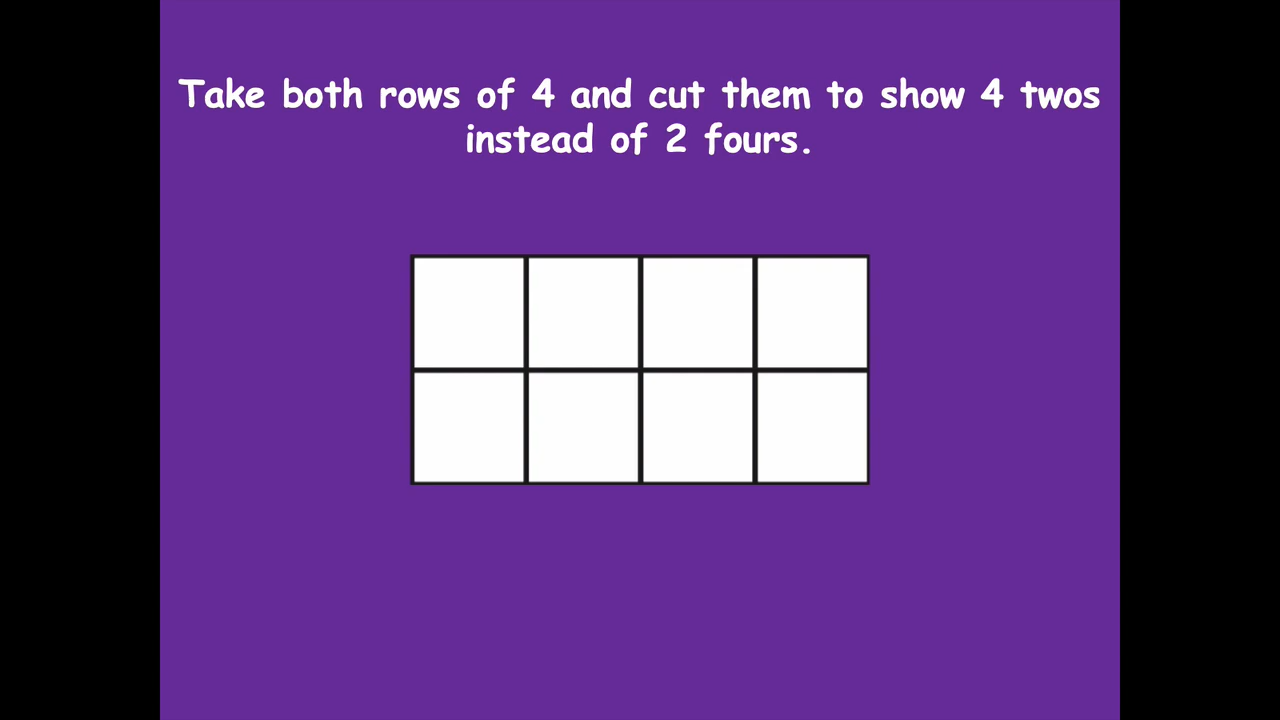 Take both rows of 4 and cut them to show 4 twos
instead of 2 fours.